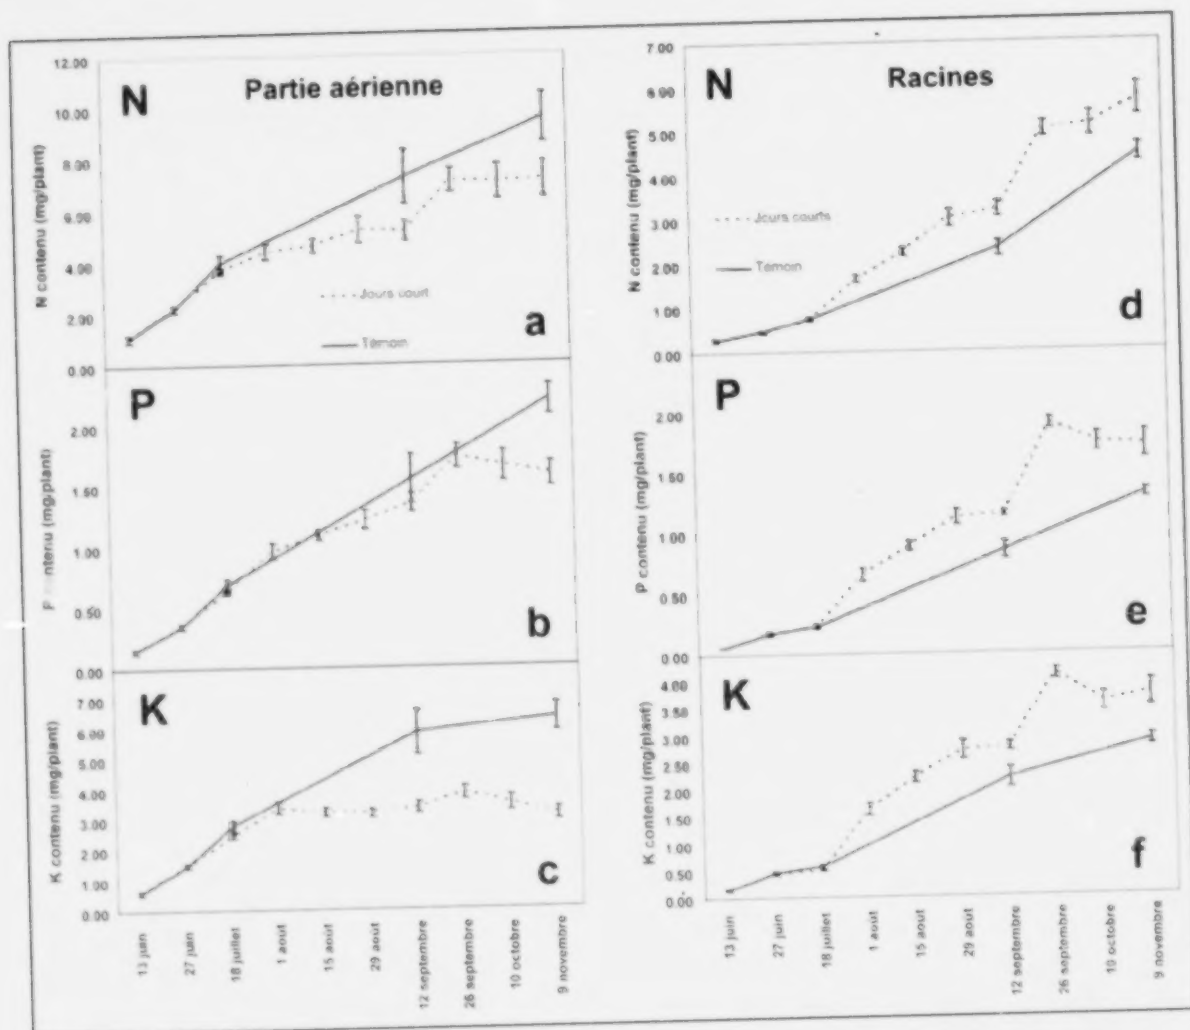 N
Partie aérienne
12.00
10.00
8.00
6.00
4.00
2.00
0.00
N contenu (mg/plant)
Jours court
Témoin
a
P
2.00
1.50
1.00
0.50
0.00
P contenu (mg/plant)
b
K
7.00
6.00
5.00
4.00
3.00
2.00
1.00
0.00
K contenu (mg/plant)
c
13 juin
27 juin
18 juillet
1 août
15 août
29 août
12 septembre
26 septembre
10 octobre
9 novembre
N
Racines
7.00
6.00
5.00
4.00
3.00
2.00
1.00
0.00
N contenu (mg/plant)
Jours courts
Témoin
d
P
2.00
1.50
1.00
0.50
0.00
P contenu (mg/plant)
e
K
4.00
3.50
3.00
2.50
2.00
1.50
1.00
0.50
0.00
K contenu (mg/plant)
f
13 juin
27 juin
18 juillet
1 août
15 août
29 août
12 septembre
26 septembre
10 octobre
9 novembre